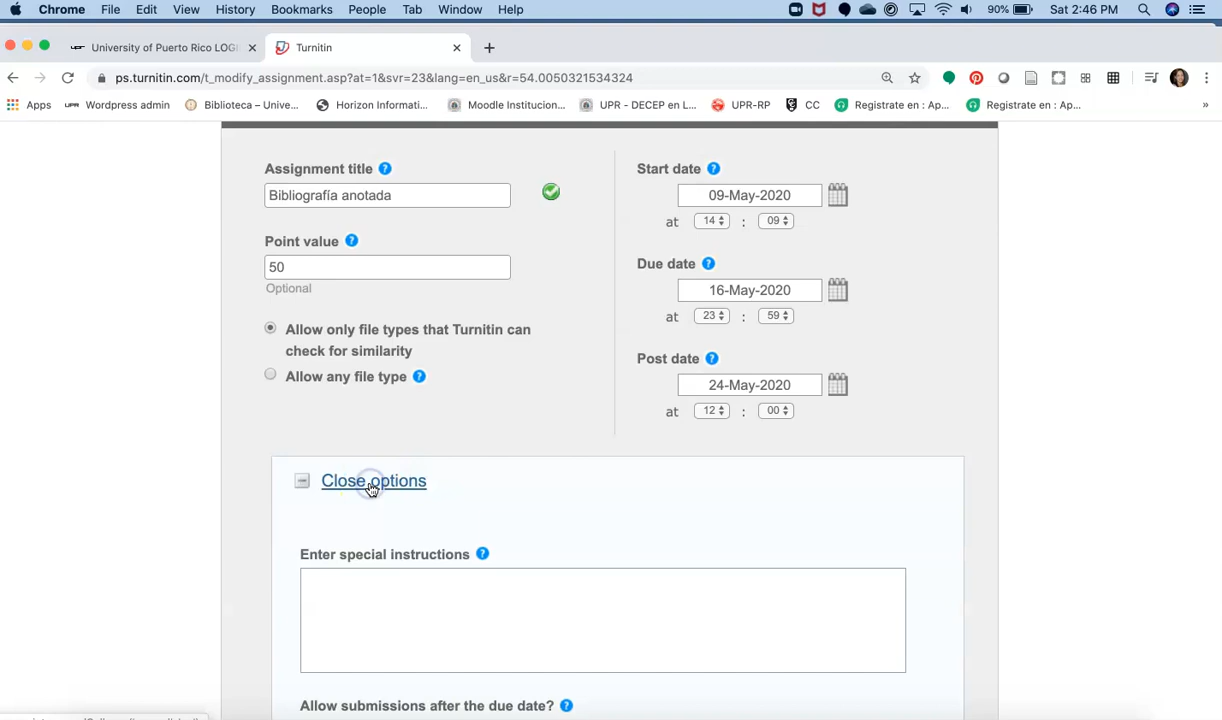 Chrome File Edit View History Bookmarks People Tab Window Help 90% Sat 2:46 PM
University of Puerto Rico LOGI Turnitin
ps.turnitin.com/t_modify_assignment.asp?at=1&svr=23&lang=en_us&r=54.0050321534324
Apps Wordpress admin Biblioteca – Unive... Horizon Informati... Moodle Institucion... UPR - DECEP en L... UPR-RP CC Registrate en : Ap... Registrate en : Ap... »
Assignment title ?
Bibliografía anotada
Point value ?
50
Optional
Allow only file types that Turnitin can
check for similarity
Allow any file type ?
Start date ?
09-May-2020
at 14 : 09
Due date ?
16-May-2020
at 23 : 59
Post date ?
24-May-2020
at 12 : 00
Close options
Enter special instructions ?
Allow submissions after the due date? ?